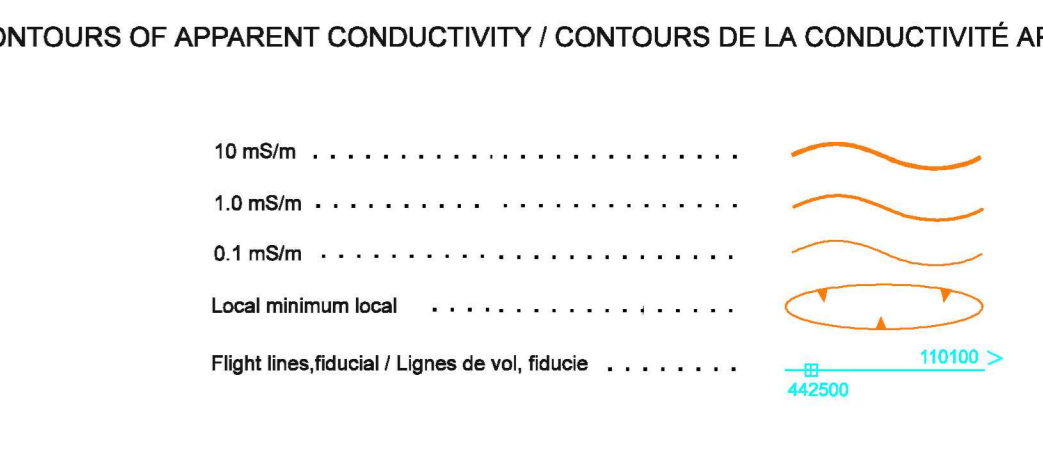 ONTOURS OF APPARENT CONDUCTIVITY / CONTOURS DE LA CONDUCTIVITÉ AP
10 mS/m . . . . . . . . . . . . . . . . . . . . . . . . . . . . .
1.0 mS/m . . . . . . . . . . . . . . . . . . . . . . . . . . .
0.1 mS/m . . . . . . . . . . . . . . . . . . . . . . . . . . . .
Local minimum local . . . . . . . . . . . . . . . . . . .
Flight lines,fiducial / Lignes de vol, fiducie . . . . . . . .
110100 >
442500